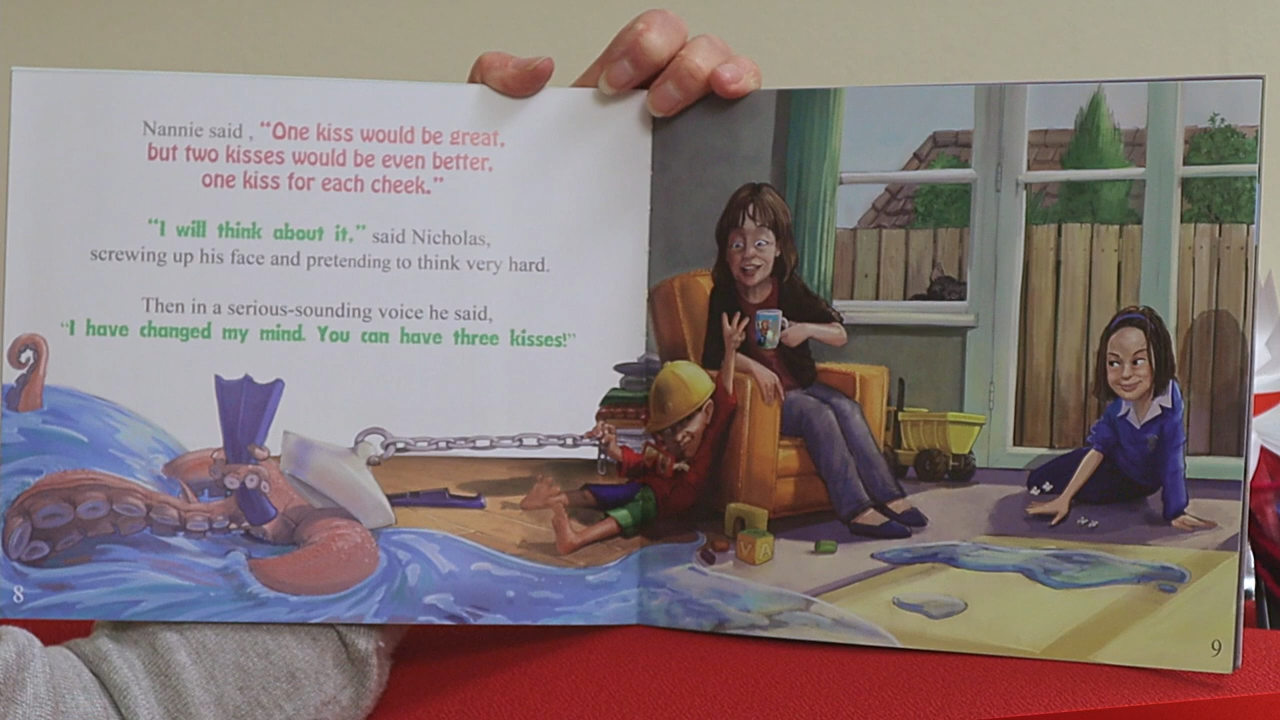 Nannie said , “One kiss would be great,
but two kisses would be even better,
one kiss for each cheek.”
“I will think about it,” said Nicholas,
screwing up his face and pretending to think very hard.
Then in a serious-sounding voice he said,
“I have changed my mind. You can have three kisses!”
8
V A
9